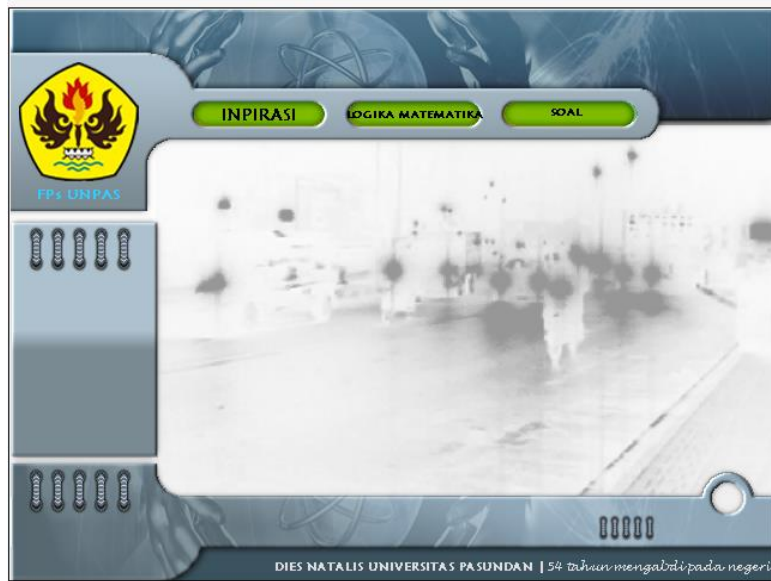 INPIRASI
LOGIKA MATEMATIKA
SOAL
FPs UNPAS
DIES NATALIS UNIVERSITAS PASUNDAN | 54 tahun mengabdi pada negeri